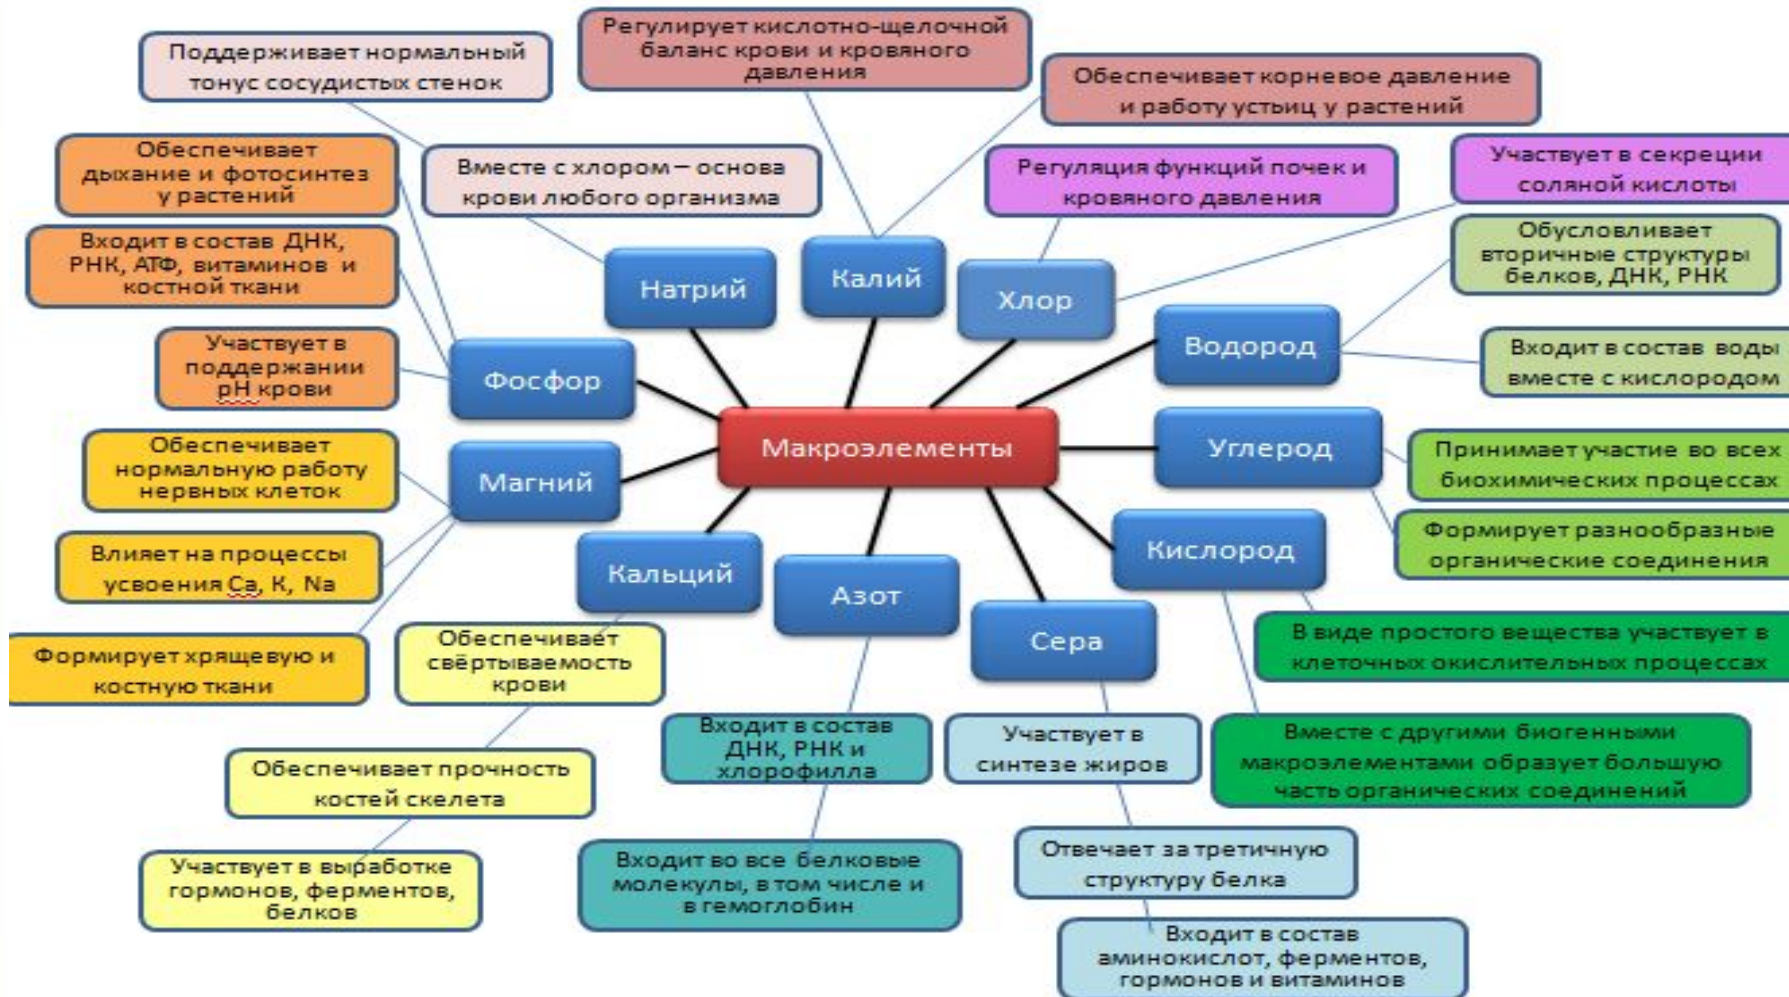 Регулирует кислотно-щелочной
баланс крови и кровяного
давления
Поддерживает нормальный
тонус сосудистых стенок
Обеспечивает корневое давление
и работу устьиц у растений
Обеспечивает
дыхание и фотосинтез
у растений
Вместе с хлором – основа
крови любого организма
Регуляция функций почек и
кровяного давления
Участвует в секреции
соляной кислоты
Входит в состав ДНК,
РНК, АТФ, витаминов и
костной ткани
Обусловливает
вторичные структуры
белков, ДНК, РНК
Натрий
Калий
Хлор
Водород
Участвует в
поддержании
pH крови
Фосфор
Входит в состав воды
вместе с кислородом
Макроэлементы
Обеспечивает
нормальную работу
нервных клеток
Магний
Углерод
Принимает участие во всех
биохимических процессах
Влияет на процессы
усвоения Ca, K, Na
Кальций
Азот
Сера
Кислород
Формирует разнообразные
органические соединения
Формирует хрящевую и
костную ткани
Обеспечивает
свёртываемость
крови
В виде простого вещества участвует в
клеточных окислительных процессах
Входит в состав
ДНК, РНК и
хлорофилла
Участвует в
синтезе жиров
Вместе с другими биогенными
макроэлементами образует большую
часть органических соединений
Обеспечивает прочность
костей скелета
Участвует в выработке
гормонов, ферментов,
белков
Входит во все белковые
молекулы, в том числе и
в гемоглобин
Отвечает за третичную
структуру белка
Входит в состав
аминокислот, ферментов,
гормонов и витаминов